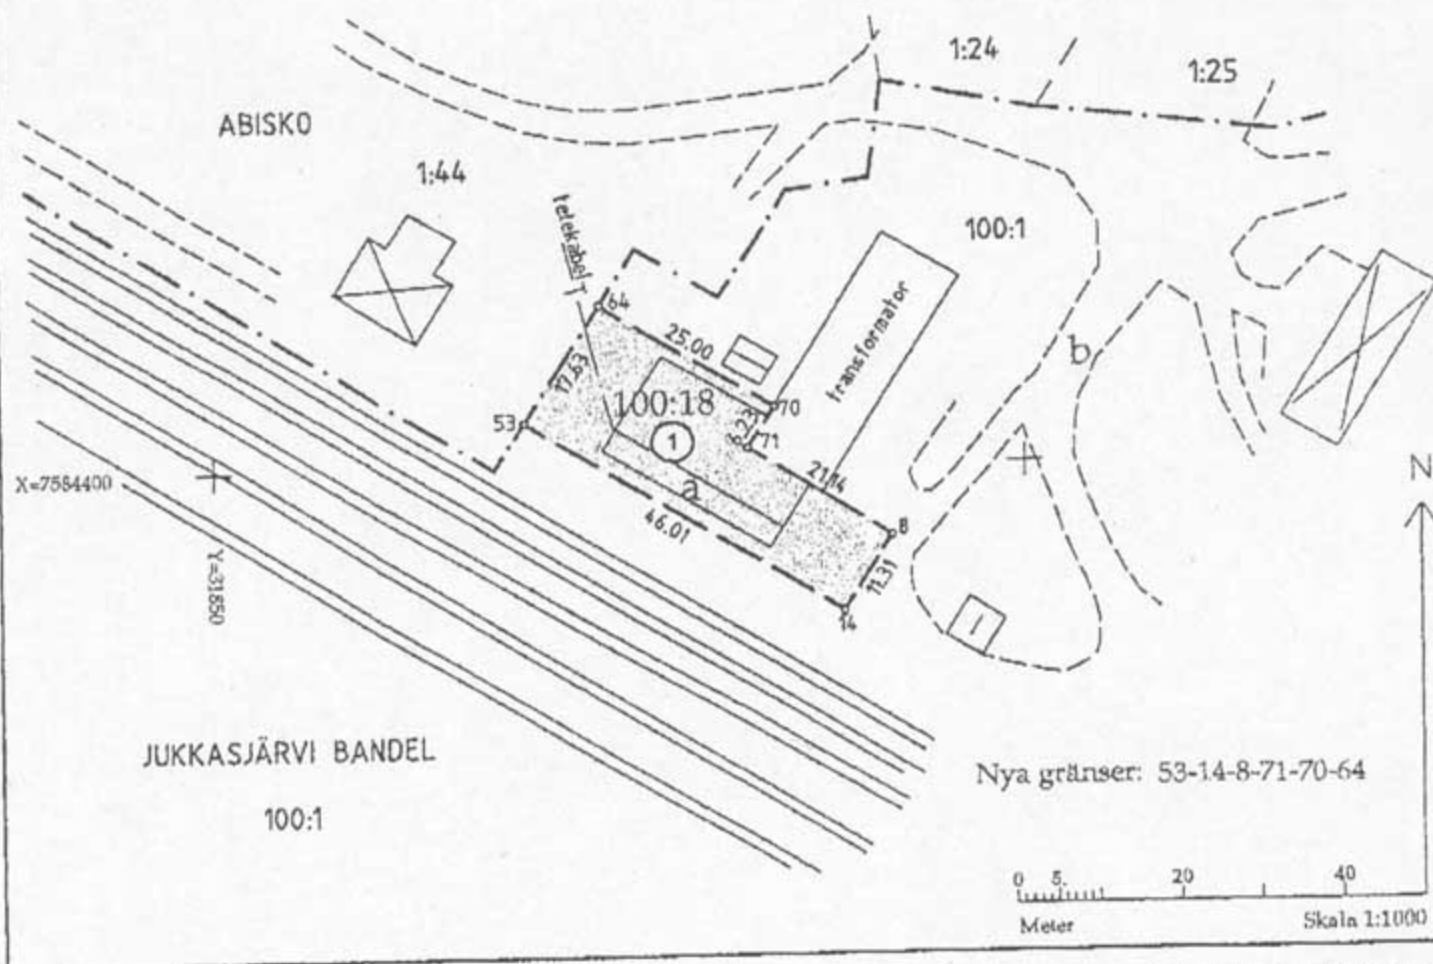 1:24
1:25
ABISKO
1:44
telekabel
100:1
64
25,00
transformator
17,63
100:18
70
53
1
6,23
71
21,14
X=7584400
a
b
N
46.01
8
11,31
Y=31850
14
JUKKASJÄRVI BANDEL
100:1
Nya gränser: 53-14-8-71-70-64
0 5. 20 40
Meter
Skala 1:1000